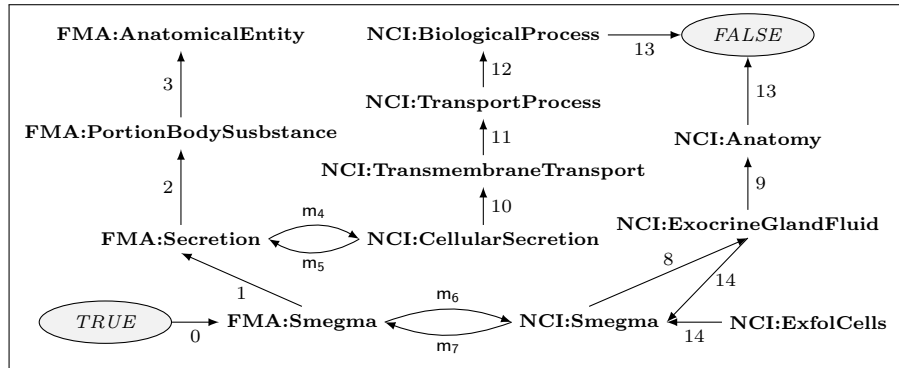 FMA:AnatomicalEntity NCI:BiologicalProcess 13 FALSE
3 12 13
FMA:PortionBodySusbstance NCI:TransportProcess NCI:Anatomy
11
NCI:TransmembraneTransport
2 10 9
m4
FMA:Secretion NCI:CellularSecretion NCI:ExocrineGlandFluid
m5
1 8 14
m6
TRUE 0 FMA:Smegma NCI:Smegma 14 NCI:ExfolCells
m7